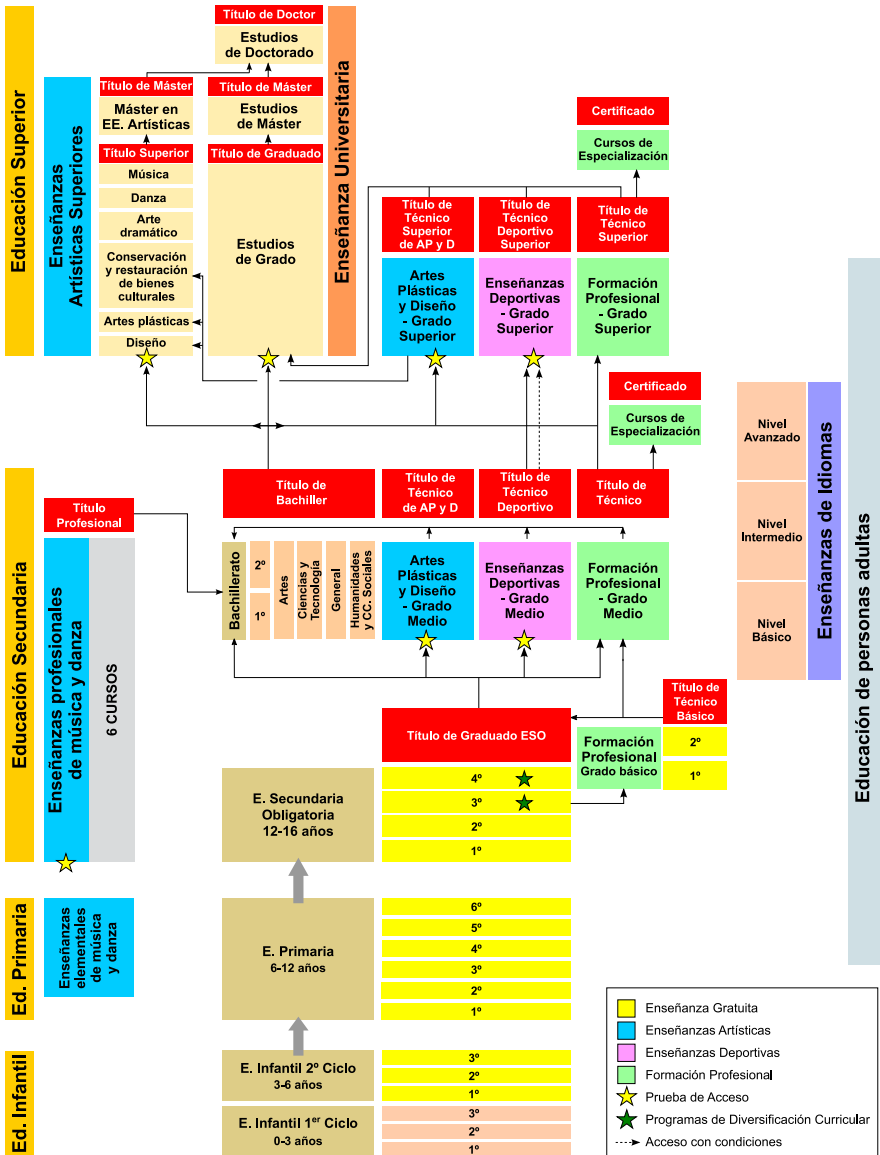 Educación Superior
Enseñanzas
Artísticas Superiores
Título de Doctor
Estudios
de Doctorado
Título de Máster
Máster en
EE. Artísticas
Título Superior
Música
Danza
Arte
dramático
Conservación
y restauración
de bienes
culturales
Artes plásticas
Diseño
Título de Máster
Estudios
de Máster
Título de Graduado
Estudios
de Grado
Enseñanza Universitaria
Título de
Técnico
Superior
de AP y D
Título de
Técnico
Deportivo
Superior
Certificado
Cursos de
Especialización
Título de
Técnico
Superior
Artes
Plásticas
y Diseño
- Grado
Superior
Enseñanzas
Deportivas
- Grado
Superior
Formación
Profesional -
Grado
Superior
Certificado
Cursos de
Especialización
Educación Secundaria
Título
Profesional
Enseñanzas profesionales
de música y danza
6 CURSOS
Título de
Bachiller
Título de
Técnico
de AP y D
Título de
Técnico
Deportivo
Título de
Técnico
Bachillerato
2º
1º
Artes
Ciencias y
Tecnología
General
Humanidades
y CC. Sociales
Artes
Plásticas
y Diseño
- Grado
Medio
Enseñanzas
Deportivas
- Grado
Medio
Formación
Profesional -
Grado
Medio
Nivel
Avanzado
Nivel
Intermedio
Nivel
Básico
Enseñanzas de Idiomas
Educación de personas adultas
Título de Graduado ESO
Título de
Técnico
Básico
Formación
Profesional
Grado básico
2º
1º
E. Secundaria
Obligatoria
12-16 años
4º
3º
2º
1º
Ed. Primaria
Enseñanzas
elementales
de música
y danza
E. Primaria
6-12 años
6º
5º
4º
3º
2º
1º
Ed. Infantil
E. Infantil 2º Ciclo
3-6 años
3º
2º
1º
E. Infantil 1er Ciclo
0-3 años
3º
2º
1º
Enseñanza Gratuita
Enseñanzas Artísticas
Enseñanzas Deportivas
Formación Profesional
Prueba de Acceso
Programas de Diversificación Curricular
Acceso con condiciones